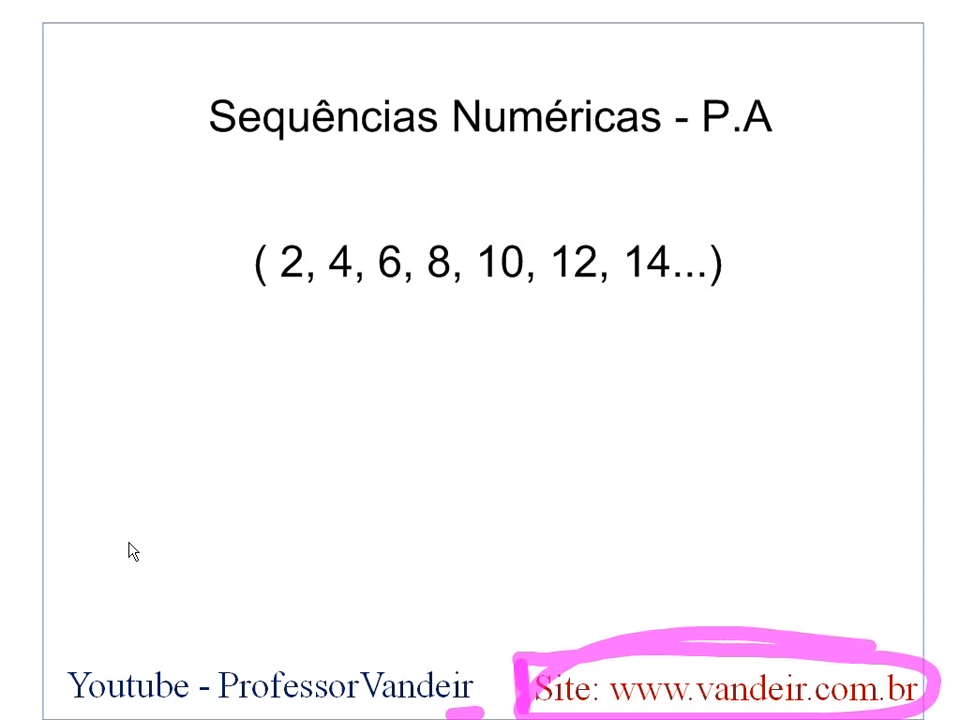 Sequências Numéricas - P.A
( 2, 4, 6, 8, 10, 12, 14...)
Youtube - ProfessorVandeir
Site: www.vandeir.com.br